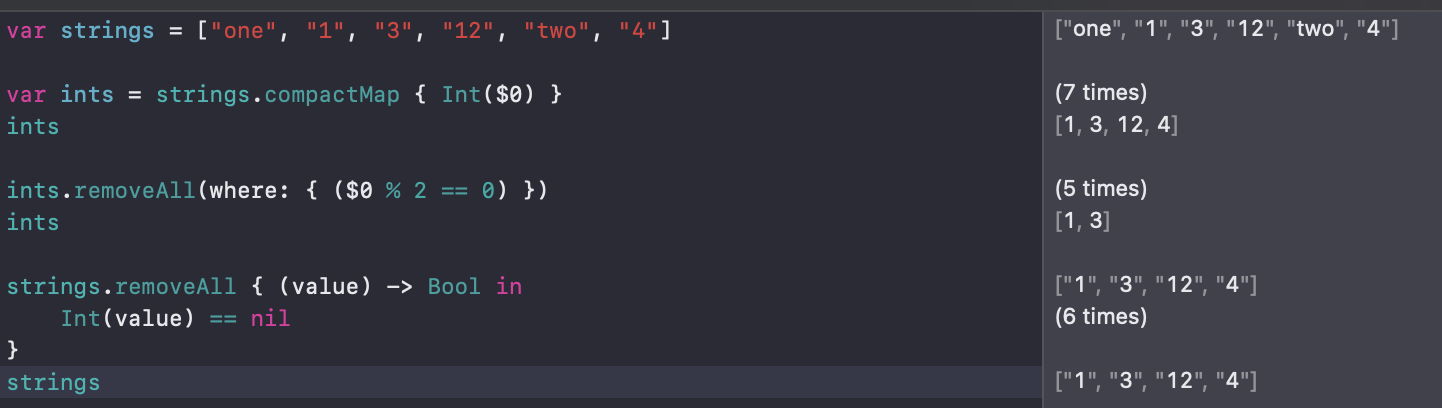 var strings = ["one", "1", "3", "12", "two", "4"] ["one", "1", "3", "12", "two", "4"]
var ints = strings.compactMap { Int($0) } (7 times)
ints [1, 3, 12, 4]
ints.removeAll(where: { ($0 % 2 == 0) }) (5 times)
ints [1, 3]
strings.removeAll { (value) -> Bool in ["1", "3", "12", "4"]
Int(value) == nil (6 times)
}
strings ["1", "3", "12", "4"]